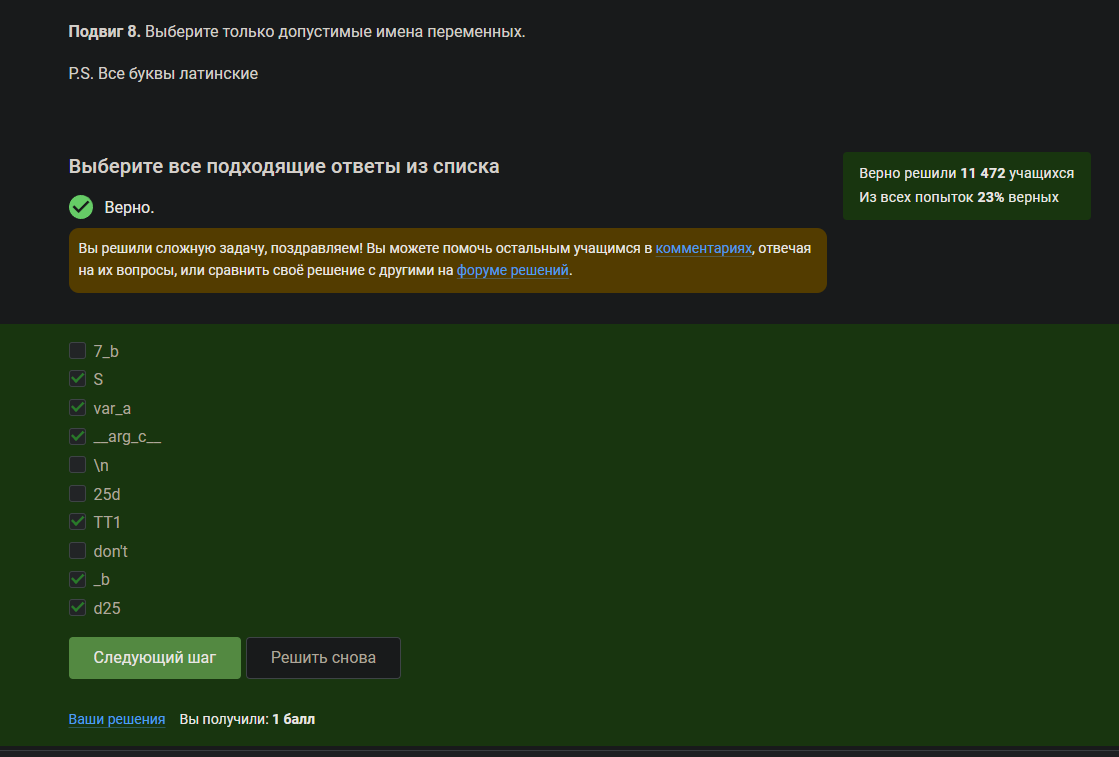 Подвиг 8. Выберите только допустимые имена переменных.
P.S. Все буквы латинские
Выберите все подходящие ответы из списка
Верно.
Вы решили сложную задачу, поздравляем! Вы можете помочь остальным учащимся в комментариях, отвечая
на их вопросы, или сравнить своё решение с другими на форуме решений.
Верно решили 11 472 учащихся
Из всех попыток 23% верных
7_b
S
var_a
__arg_c__
\n
25d
TT1
don't
_b
d25
Следующий шаг
Решить снова
Ваши решения Вы получили: 1 балл